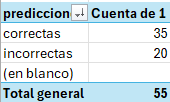 prediccion Cuenta de 1
correctas 35
incorrectas 20
(en blanco)
Total general 55